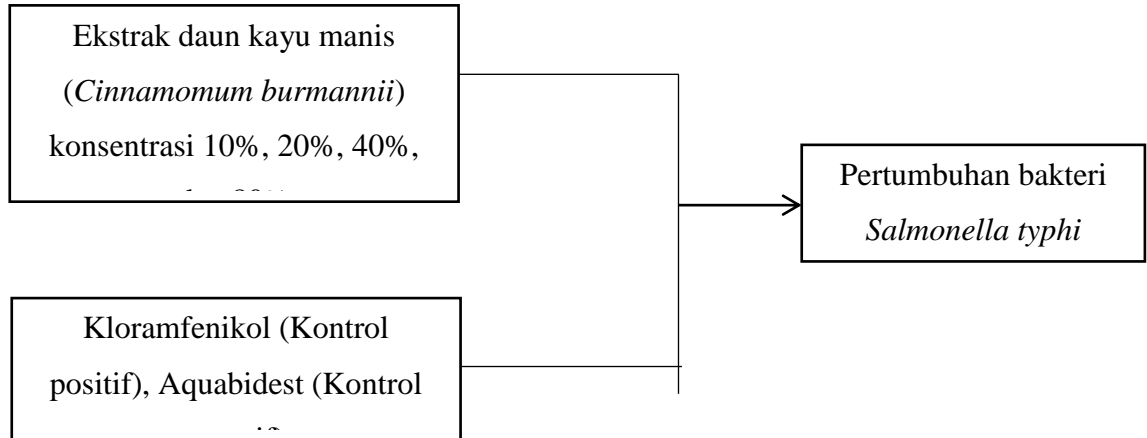 Ekstrak daun kayu manis
(Cinnamomum burmannii)
konsentrasi 10%, 20%, 40%,
Pertumbuhan bakteri
Salmonella typhi
Kloramfenikol (Kontrol
positif), Aquabidest (Kontrol